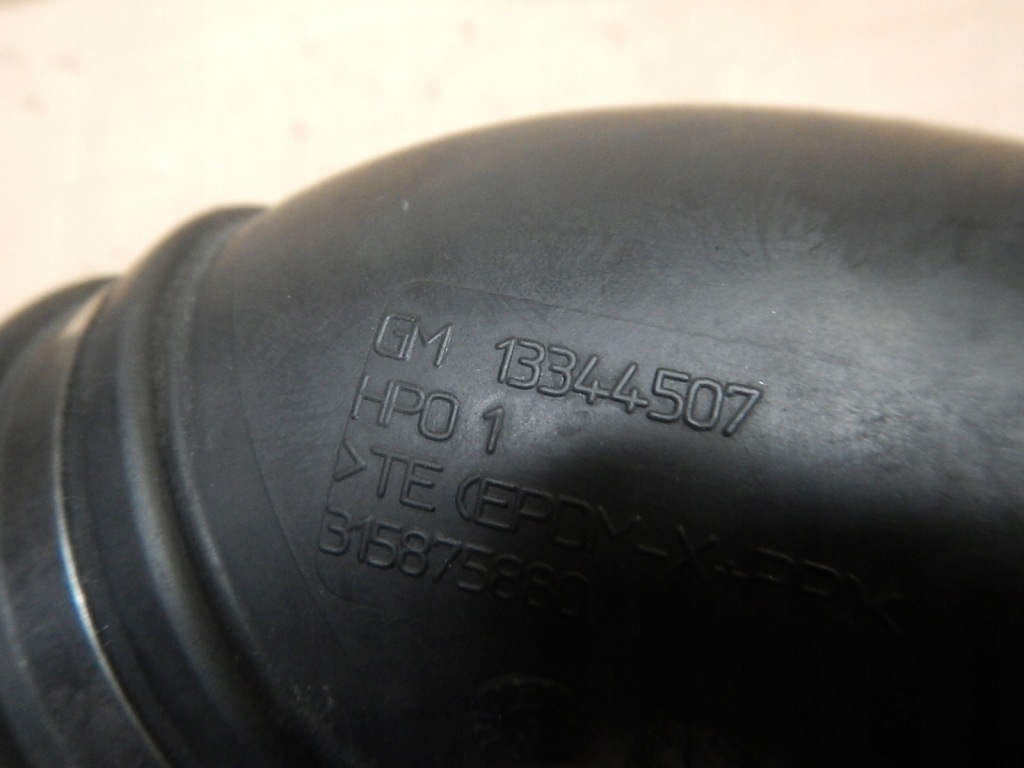 GM 13344507
HPO 1
>TE (EPDM-X+PP)<
315875880